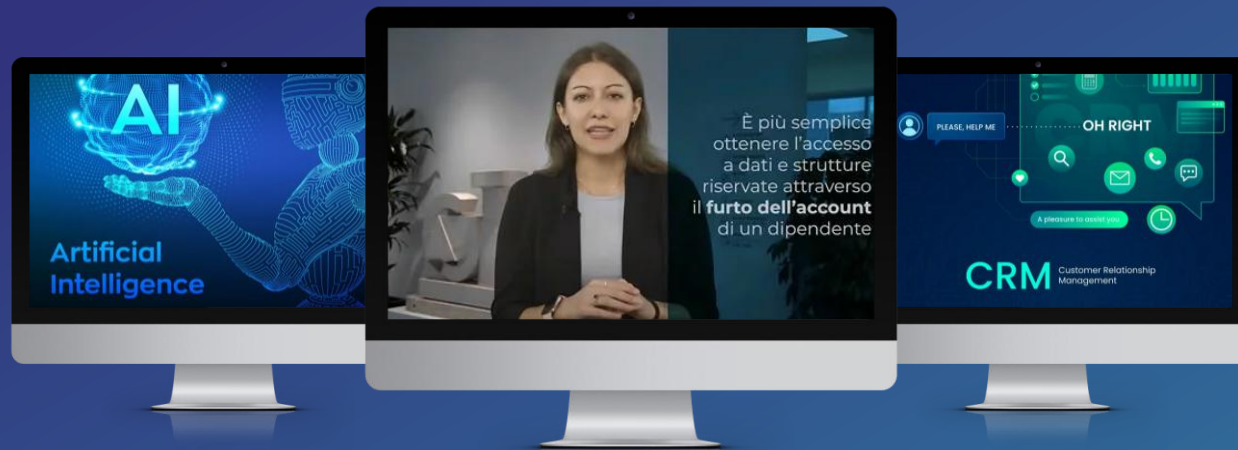 AI
Artificial
Intelligence
È più semplice
ottenere l'accesso
a dati e strutture
riservate attraverso
il furto dell'account
di un dipendente
PLEASE, HELP ME
OH RIGHT
A pleasure to assist you
CRM
Customer Relationship
Management